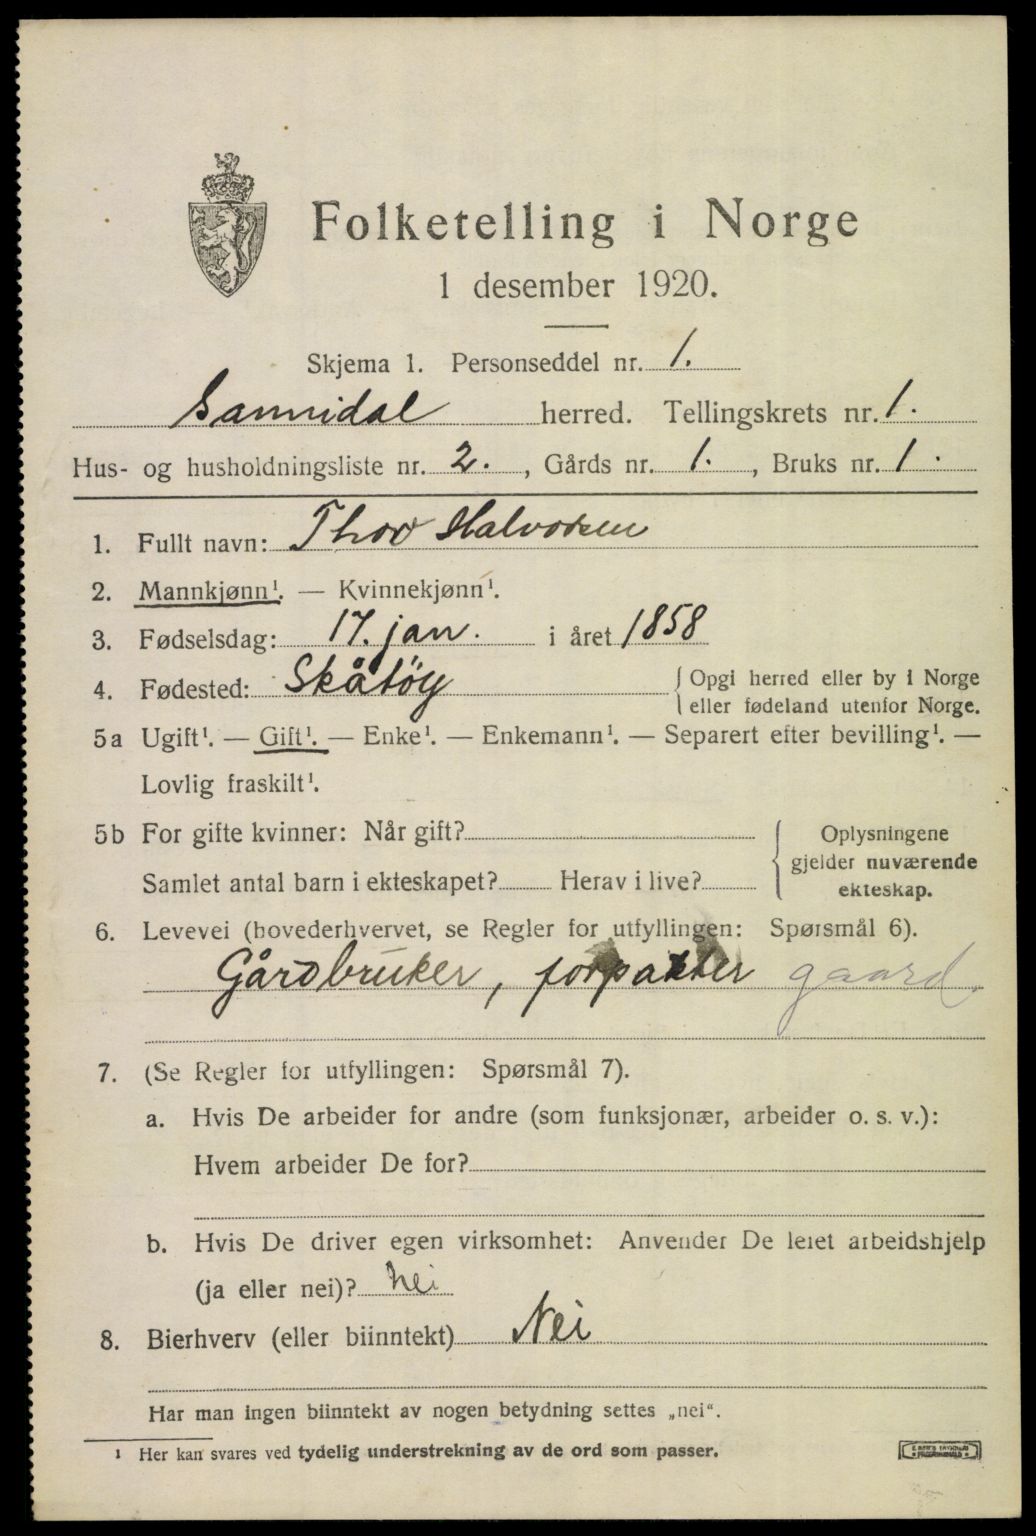 Folketelling i Norge
1 desember 1920.
Skjema 1. Personseddel nr. 1.
Sannidal herred. Tellingskrets nr. 1.
Hus- og husholdningsliste nr. 2. , Gårds nr. 1. , Bruks nr. 1.
1. Fullt navn: Thov Halvorsen
2. Mannkjønn¹. — Kvinnekjønn¹.
3. Fødselsdag: 17. jan. i året 1858
4. Fødested: Skåtöy { Opgi herred eller by i Norge
eller fødeland utenfor Norge.
5a Ugift¹. — Gift¹. — Enke¹. — Enkemann¹. — Separert efter bevilling¹. —
Lovlig fraskilt¹.
5b For gifte kvinner: Når gift?
Samlet antal barn i ekteskapet? Herav i live?
Oplysningene
gjelder nuværende
ekteskap.
6. Levevei (hovederhvervet, se Regler for utfyllingen: Spørsmål 6).
Gårdbruker, forpakter gaard.
7. (Se Regler for utfyllingen: Spørsmål 7).
a. Hvis De arbeider for andre (som funksjonær, arbeider o. s. v.):
Hvem arbeider De for?
b. Hvis De driver egen virksomhet: Anvender De leiet arbeidshjelp
(ja eller nei)? Nei
8. Bierhverv (eller biinntekt) Nei
Har man ingen biinntekt av nogen betydning settes „nei".
¹ Her kan svares ved tydelig understrekning av de ord som passer.